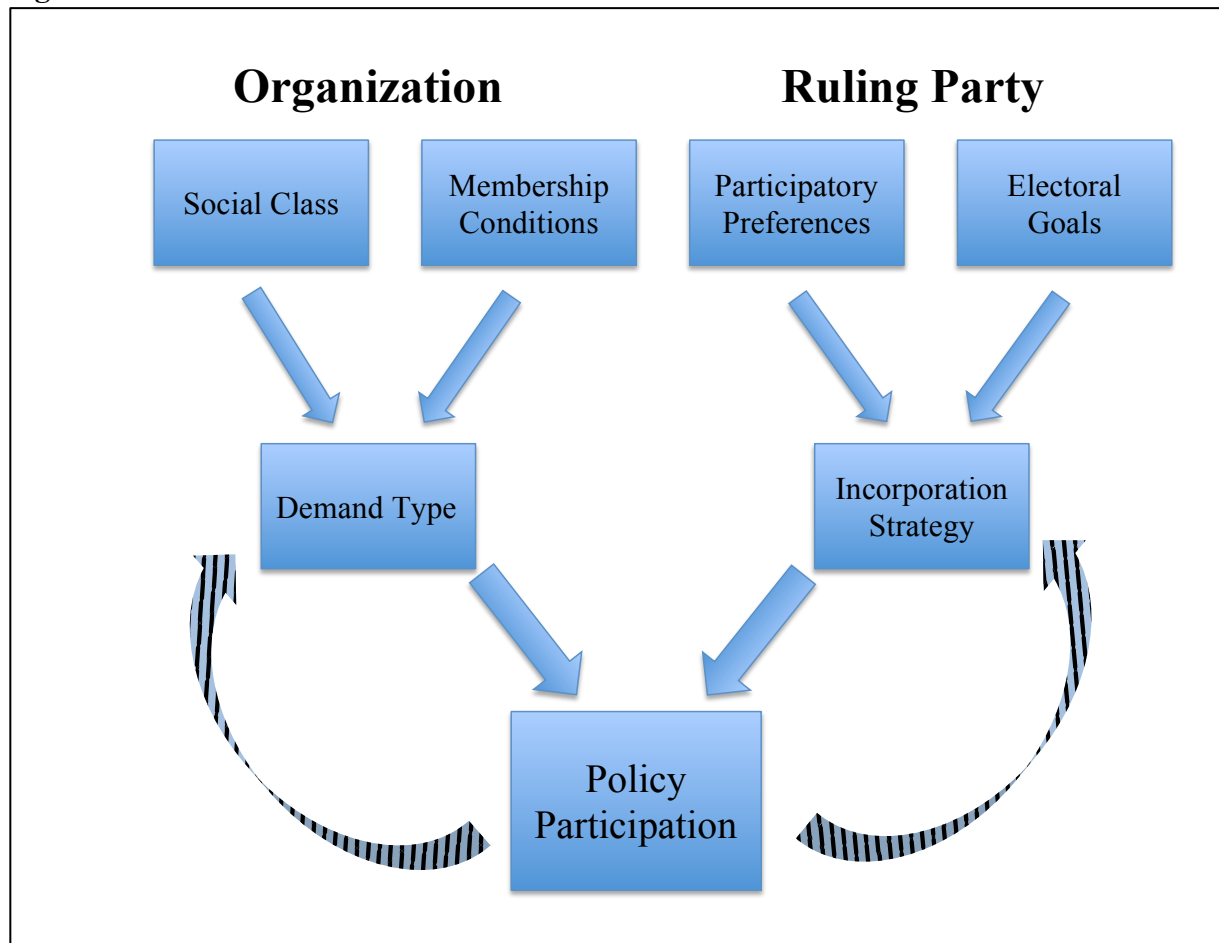 Organization
Ruling Party
Social Class
Membership
Conditions
Participatory
Preferences
Electoral
Goals
Demand Type
Incorporation
Strategy
Policy
Participation